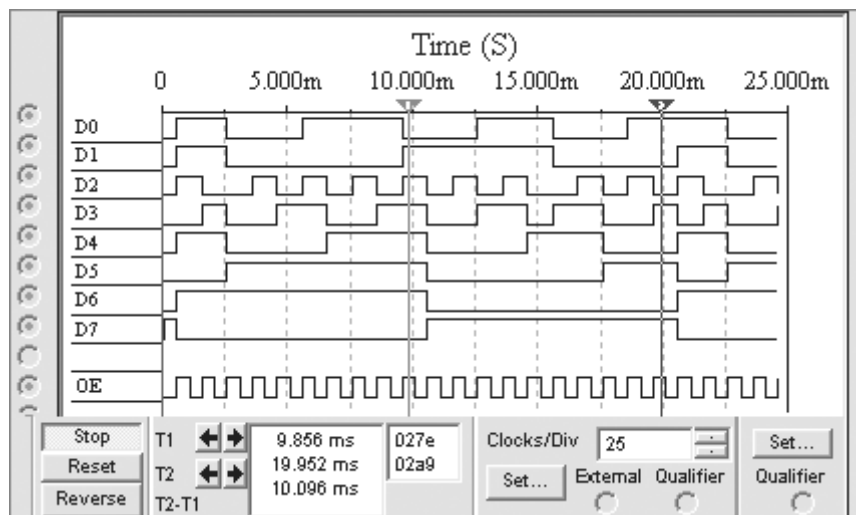 Time (S)
0 5.000m 10.000m 15.000m 20.000m 25.000m
1 2
D0
D1
D2
D3
D4
D5
D6
D7
OE
Stop T1 9.856 ms 027e Clocks/Div 25 Set...
Reset T2 19.952 ms 02a9 Set... External Qualifier Qualifier
Reverse T2-T1 10.096 ms